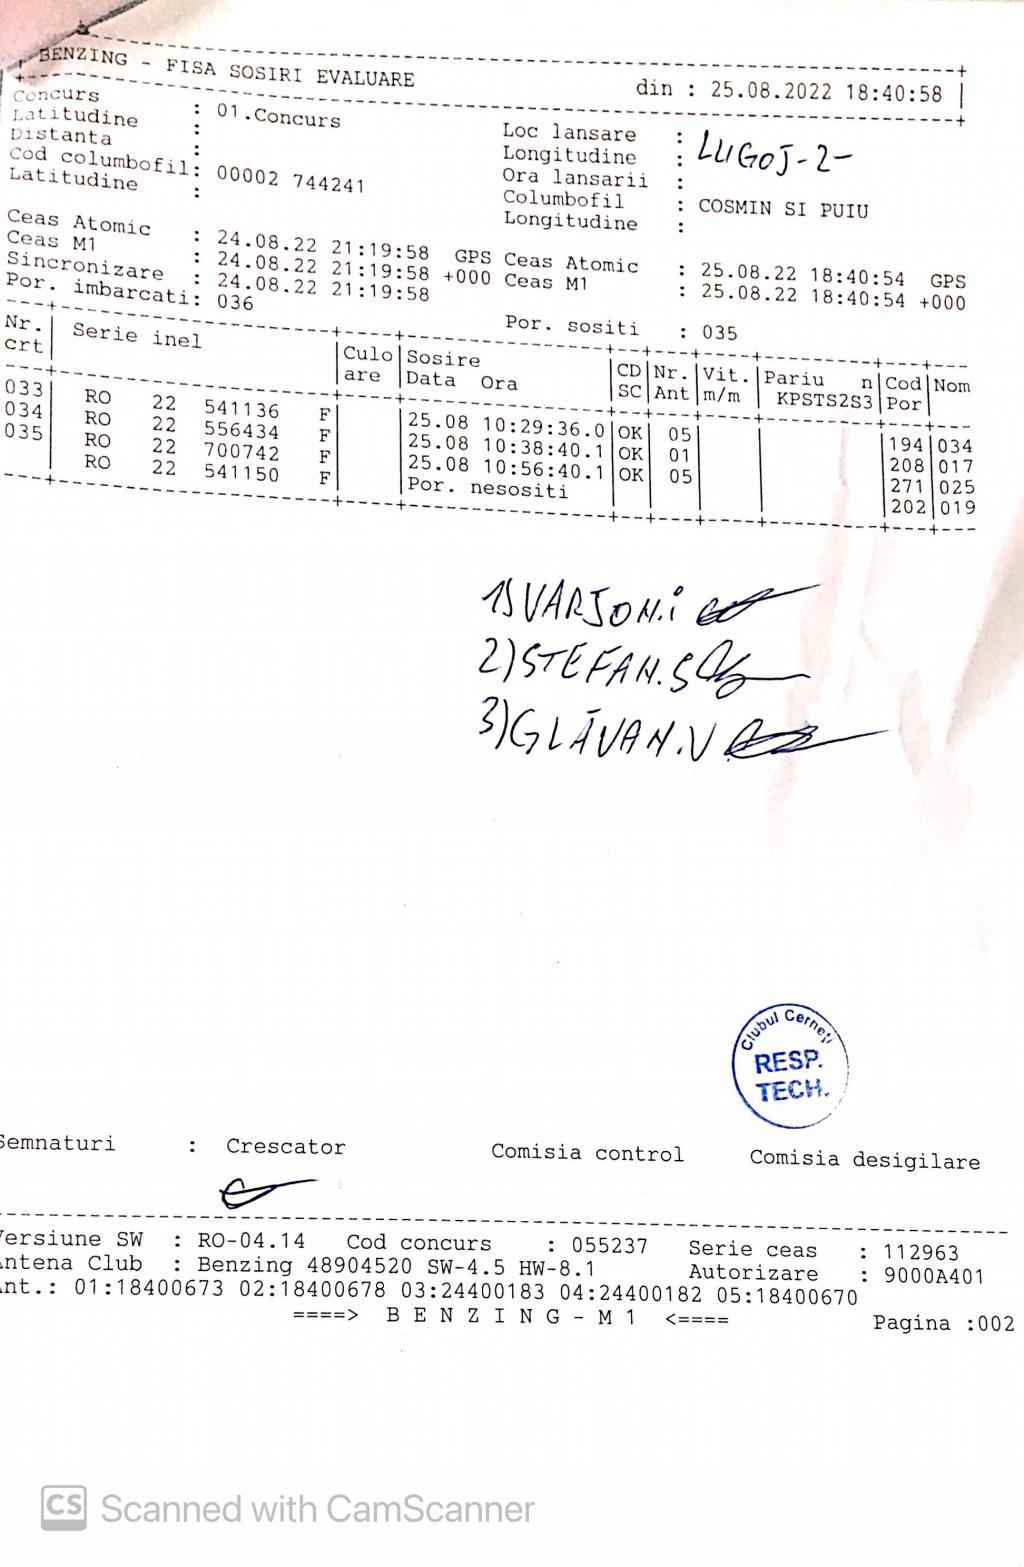 BENZING - FISA SOSIRI EVALUARE din : 25.08.2022 18:40:58
Concurs : 01.Concurs Loc lansare : LUGOJ-2-
Latitudine : Longitudine :
Distanta : Ora lansarii :
Cod columbofil: 00002 744241 Columbofil : COSMIN SI PUIU
Latitudine : Longitudine :
Ceas Atomic : 24.08.22 21:19:58 GPS Ceas Atomic : 25.08.22 18:40:54 GPS
Ceas M1 : 24.08.22 21:19:58 +000 Ceas M1 : 25.08.22 18:40:54 +000
Sincronizare : 24.08.22 21:19:58
Por. imbarcati: 036 Por. sositi : 035
Nr. Serie inel Culo Sosire CD Nr. Vit. Pariu n Cod Nom
crt are Data Ora SC Ant m/m KPSTS2S3 Por
033 RO 22 541136 F 25.08 10:29:36.0 OK 05 194 034
034 RO 22 556434 F 25.08 10:38:40.1 OK 01 208 017
035 RO 22 700742 F 25.08 10:56:40.1 OK 05 271 025
RO 22 541150 F Por. nesositi 202 019
1) VARJON.i
2) STEFAN.S
3) GLĂVAN.V
Clubul Cerneți
RESP.
TECH.
Semnaturi : Crescator Comisia control Comisia desigilare
Versiune SW : RO-04.14 Cod concurs : 055237 Serie ceas : 112963
Antena Club : Benzing 48904520 SW-4.5 HW-8.1 Autorizare : 9000A401
Ant.: 01:18400673 02:18400678 03:24400183 04:24400182 05:18400670
====> B E N Z I N G - M 1 <====
Pagina :002
CS Scanned with CamScanner